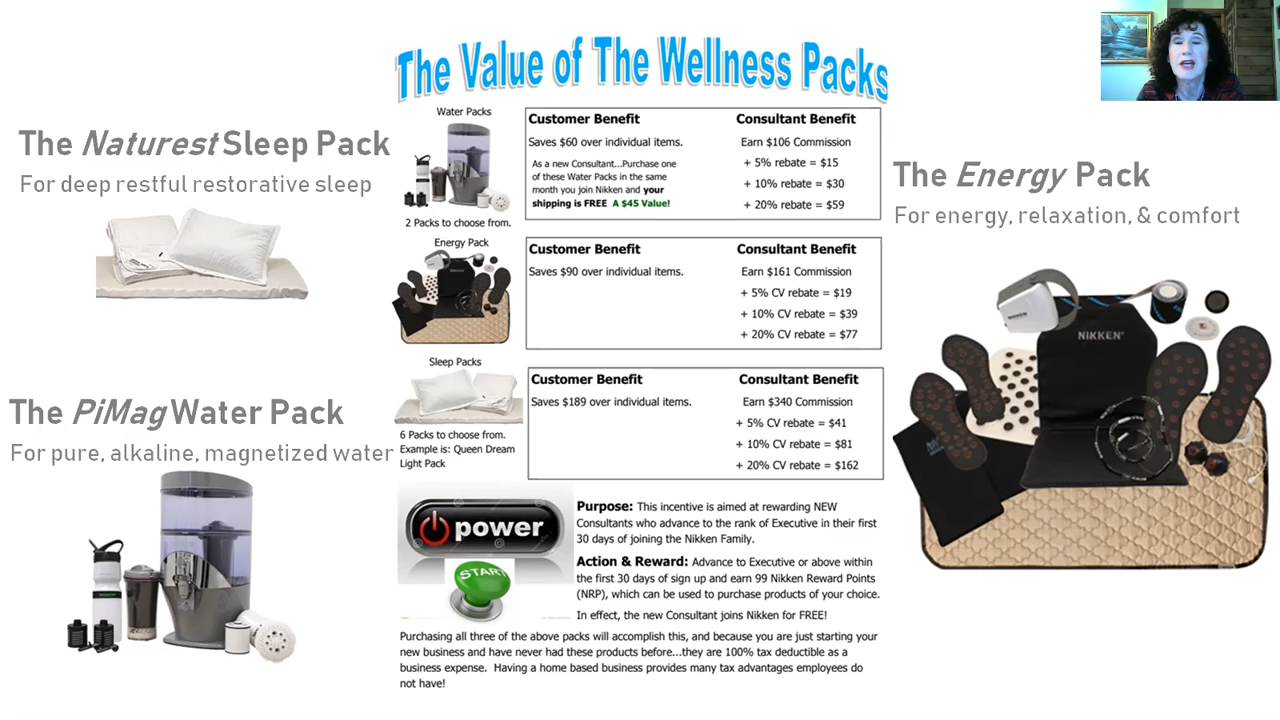 The Value of The Wellness Packs
The Naturest Sleep Pack
For deep restful restorative sleep
The PiMag Water Pack
For pure, alkaline, magnetized water
Water Packs
2 Packs to choose from.
Customer Benefit
Saves $60 over individual items.
As a new Consultant...Purchase one
of these Water Packs in the same
month you join Nikken and your
shipping is FREE A $45 Value!
Consultant Benefit
Earn $106 Commission
+ 5% rebate = $15
+ 10% rebate = $30
+ 20% rebate = $59
Energy Pack
NIKKEN
Customer Benefit
Saves $90 over individual items.
Consultant Benefit
Earn $161 Commission
+ 5% CV rebate = $19
+ 10% CV rebate = $39
+ 20% CV rebate = $77
Sleep Packs
6 Packs to choose from.
Example is: Queen Dream
Light Pack
Customer Benefit
Saves $189 over individual items.
Consultant Benefit
Earn $340 Commission
+ 5% CV rebate = $41
+ 10% CV rebate = $81
+ 20% CV rebate = $162
power
START
Purpose: This incentive is aimed at rewarding NEW
Consultants who advance to the rank of Executive in their first
30 days of joining the Nikken Family.
Action & Reward: Advance to Executive or above within
the first 30 days of sign up and earn 99 Nikken Reward Points
(NRP), which can be used to purchase products of your choice.
In effect, the new Consultant joins Nikken for FREE!
Purchasing all three of the above packs will accomplish this, and because you are just starting your
new business and have never had these products before...they are 100% tax deductible as a
business expense. Having a home based business provides many tax advantages employees do
not have!
The Energy Pack
For energy, relaxation, & comfort
NIKKEN
NIKKEN